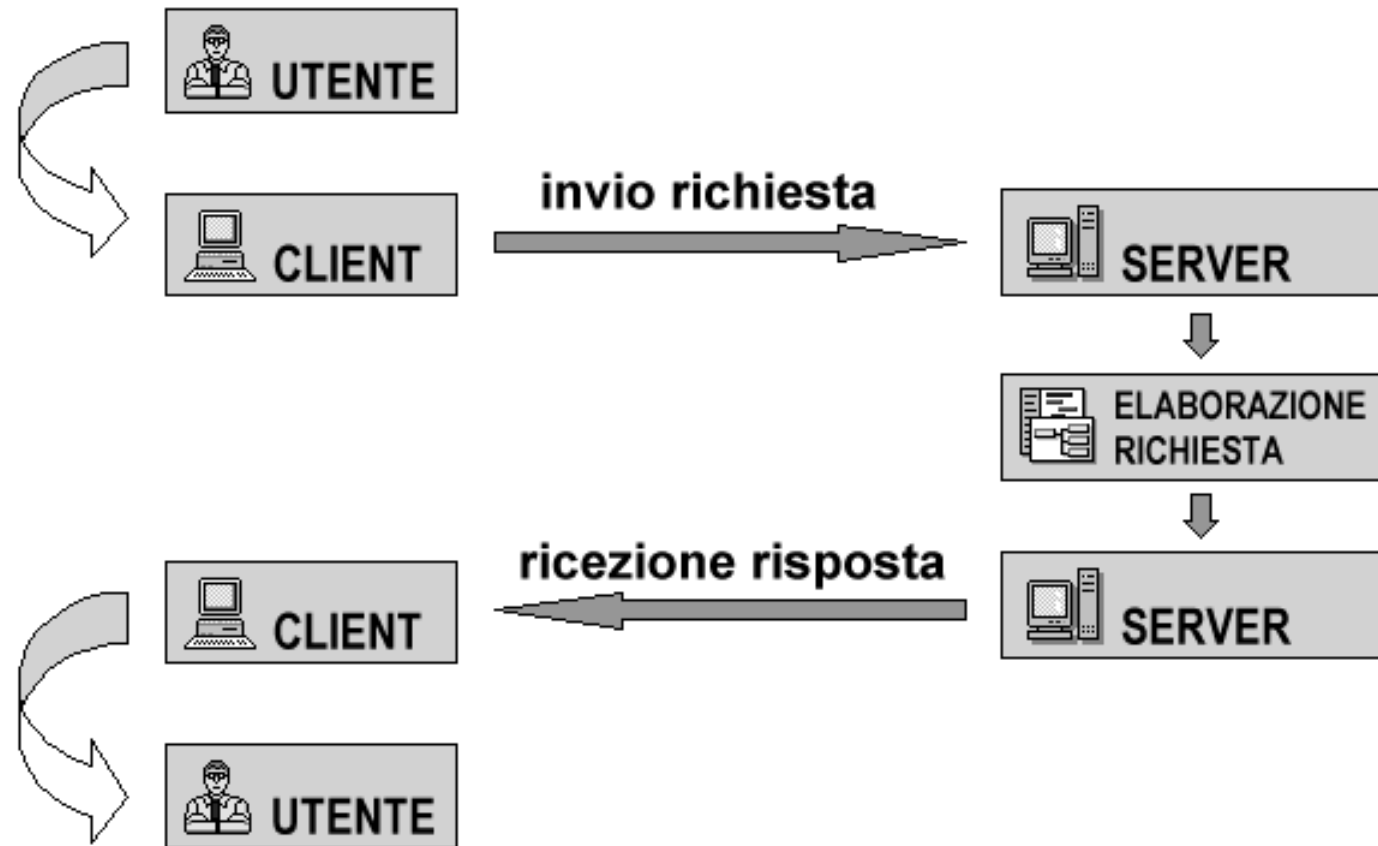 UTENTE
invio richiesta
CLIENT
SERVER
ELABORAZIONE
RICHIESTA
ricezione risposta
CLIENT
SERVER
UTENTE